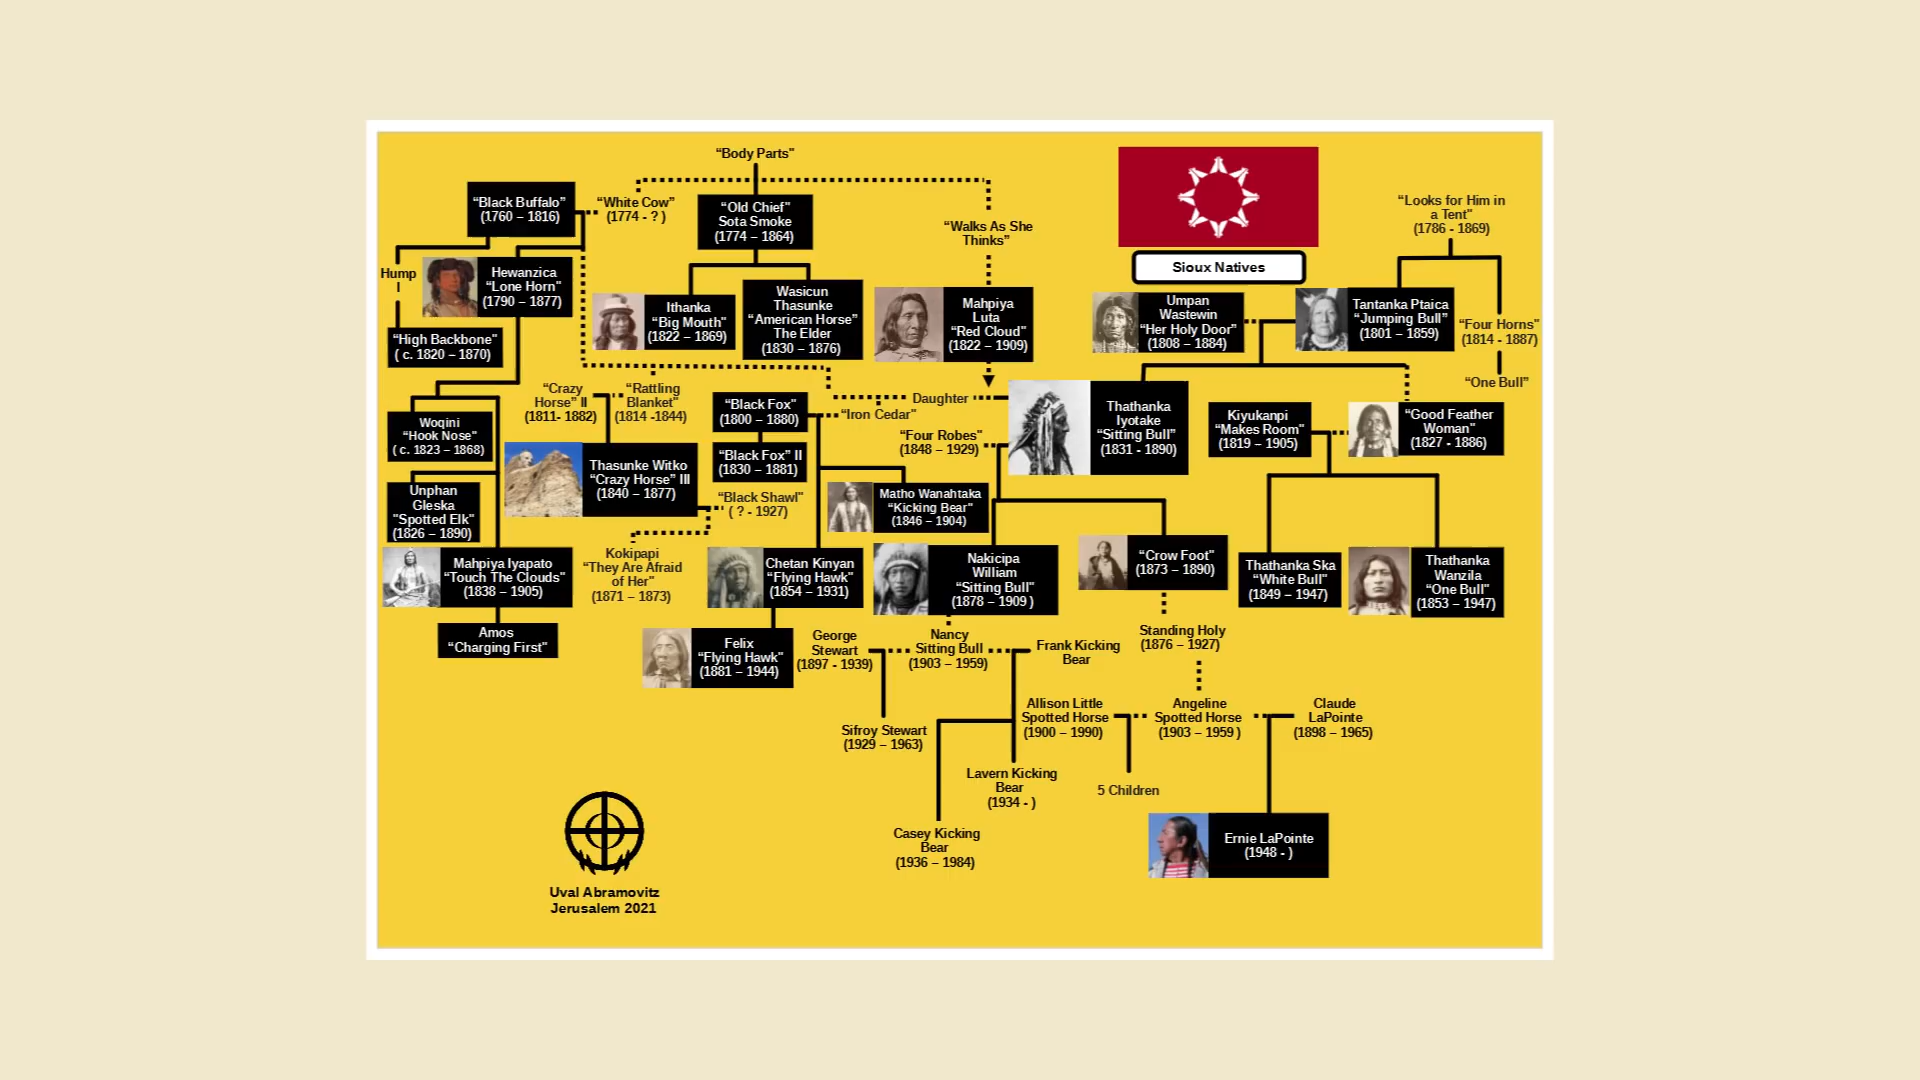 “Body Parts”
“Black Buffalo”
(1760 – 1816)
“White Cow”
(1774 - ? )
“Old Chief”
Sota Smoke
(1774 – 1864)
“Walks As She
Thinks”
“Looks for Him in
a Tent”
(1786 - 1869)
Sioux Natives
Hump
I
Hewanzica
“Lone Horn”
(1790 – 1877)
Ithanka
“Big Mouth”
(1822 – 1869)
Wasicun
Thasunke
“American Horse”
The Elder
(1830 – 1876)
Mahpiya
Luta
“Red Cloud”
(1822 – 1909)
Umpan
Wastewin
“Her Holy Door”
(1808 – 1884)
Tantanka Ptaica
“Jumping Bull”
(1801 – 1859)
“Four Horns”
(1814 - 1887)
“High Backbone”
( c. 1820 – 1870)
“One Bull”
“Crazy
Horse” II
(1811- 1882)
“Rattling
Blanket”
(1814 -1844)
“Black Fox”
(1800 – 1880)
Daughter
“Iron Cedar”
Thathanka
Iyotake
“Sitting Bull”
(1831 - 1890)
Kiyukanpi
“Makes Room”
(1819 – 1905)
“Good Feather
Woman”
(1827 - 1886)
Woqini
“Hook Nose”
( c. 1823 – 1868)
“Four Robes”
(1848 – 1929)
“Black Fox” II
(1830 – 1881)
Thasunke Witko
“Crazy Horse” III
(1840 – 1877)
Unphan
Gleska
"Spotted Elk”
(1826 – 1890)
“Black Shawl”
( ? - 1927)
Matho Wanahtaka
“Kicking Bear”
(1846 – 1904)
Mahpiya Iyapato
“Touch The Clouds”
(1838 – 1905)
Kokipapi
“They Are Afraid
of Her”
(1871 – 1873)
Chetan Kinyan
“Flying Hawk”
(1854 – 1931)
Nakicipa
William
“Sitting Bull”
(1878 – 1909 )
“Crow Foot”
(1873 – 1890)
Thathanka Ska
“White Bull”
(1849 – 1947)
Thathanka
Wanzila
“One Bull”
(1853 – 1947)
Amos
“Charging First”
Felix
“Flying Hawk”
(1881 – 1944)
George
Stewart
(1897 - 1939)
Nancy
Sitting Bull
(1903 – 1959)
Frank Kicking
Bear
Standing Holy
(1876 – 1927)
Sifroy Stewart
(1929 – 1963)
Allison Little
Spotted Horse
(1900 - 1990)
Angeline
Spotted Horse
(1903 – 1959 )
Claude
LaPointe
(1898 - 1965)
Lavern Kicking
Bear
(1934 - )
5 Children
Casey Kicking
Bear
(1936 – 1984)
Ernie LaPointe
(1948 - )
Uval Abramovitz
Jerusalem 2021